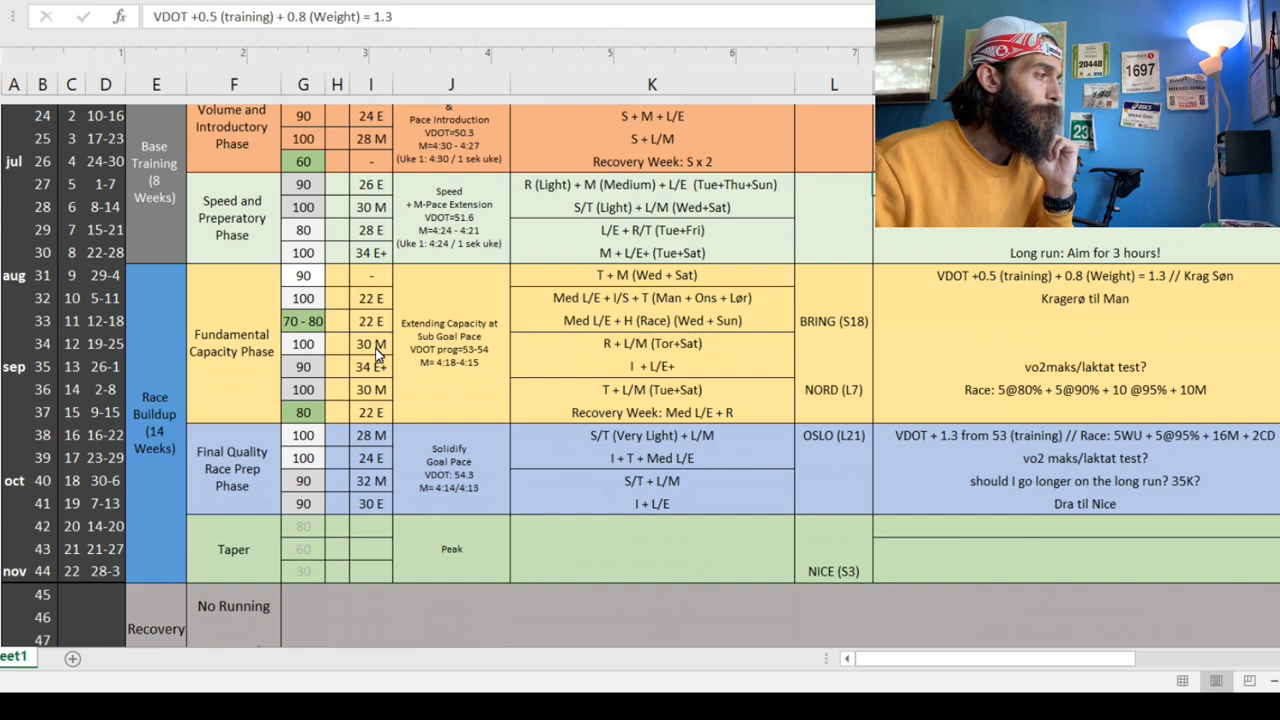 VDOT +0.5 (training) + 0.8 (Weight) = 1.3
1 2 3 4 5 6 7
A B C D E F G H I J K L
24 2 10-16 90 24 E S + M + L/E
25 3 17-23 100 28 M S + L/M
jul 26 4 24-30 60 - Recovery Week: S x 2
Base
Training
(8
Weeks)
Volume and
Introductory
Phase
&
Pace Introduction
VDOT=50.3
M=4:30 - 4:27
(Uke 1: 4:30 / 1 sek uke)
27 5 1-7 90 26 E R (Light) + M (Medium) + L/E (Tue+Thu+Sun)
28 6 8-14 100 30 M S/T (Light) + L/M (Wed+Sat)
29 7 15-21 80 28 E L/E + R/T (Tue+Fri)
30 8 22-28 100 34 E+ M + L/E+ (Tue+Sat) Long run: Aim for 3 hours!
Speed and
Preperatory
Phase
Speed
+ M-Pace Extension
VDOT=51.6
M=4:24 - 4:21
(Uke 1: 4:24 / 1 sek uke)
aug 31 9 29-4 90 - T + M (Wed + Sat) VDOT +0.5 (training) + 0.8 (Weight) = 1.3 // Krag Søn
32 10 5-11 100 22 E Med L/E + I/S + T (Man + Ons + Lør) Kragerø til Man
33 11 12-18 70 - 80 22 E Med L/E + H (Race) (Wed + Sun) BRING (S18)
34 12 19-25 100 30 M R + L/M (Tor+Sat)
sep 35 13 26-1 90 34 E+ I + L/E+ vo2maks/laktat test?
36 14 2-8 100 30 M T + L/M (Tue+Sat) NORD (L7) Race: 5@80% + 5@90% + 10 @95% + 10M
37 15 9-15 80 22 E Recovery Week: Med L/E + R
Fundamental
Capacity Phase
Extending Capacity at
Sub Goal Pace
VDOT prog=53-54
M= 4:18-4:15
Race
Buildup
(14
Weeks)
38 16 16-22 100 28 M S/T (Very Light) + L/M OSLO (L21) VDOT + 1.3 from 53 (training) // Race: 5WU + 5@95% + 16M + 2CD
39 17 23-29 100 24 E I + T + Med L/E vo2 maks/laktat test?
oct 40 18 30-6 90 32 M S/T + L/M should I go longer on the long run? 35K?
41 19 7-13 90 30 E I + L/E Dra til Nice
Final Quality
Race Prep
Phase
Solidify
Goal Pace
VDOT: 54.3
M= 4:14/4:13
42 20 14-20 80
43 21 21-27 60 Taper Peak
nov 44 22 28-3 30 NICE (S3)
45
46
47
No Running
Recovery
eet1
20448
1697
23